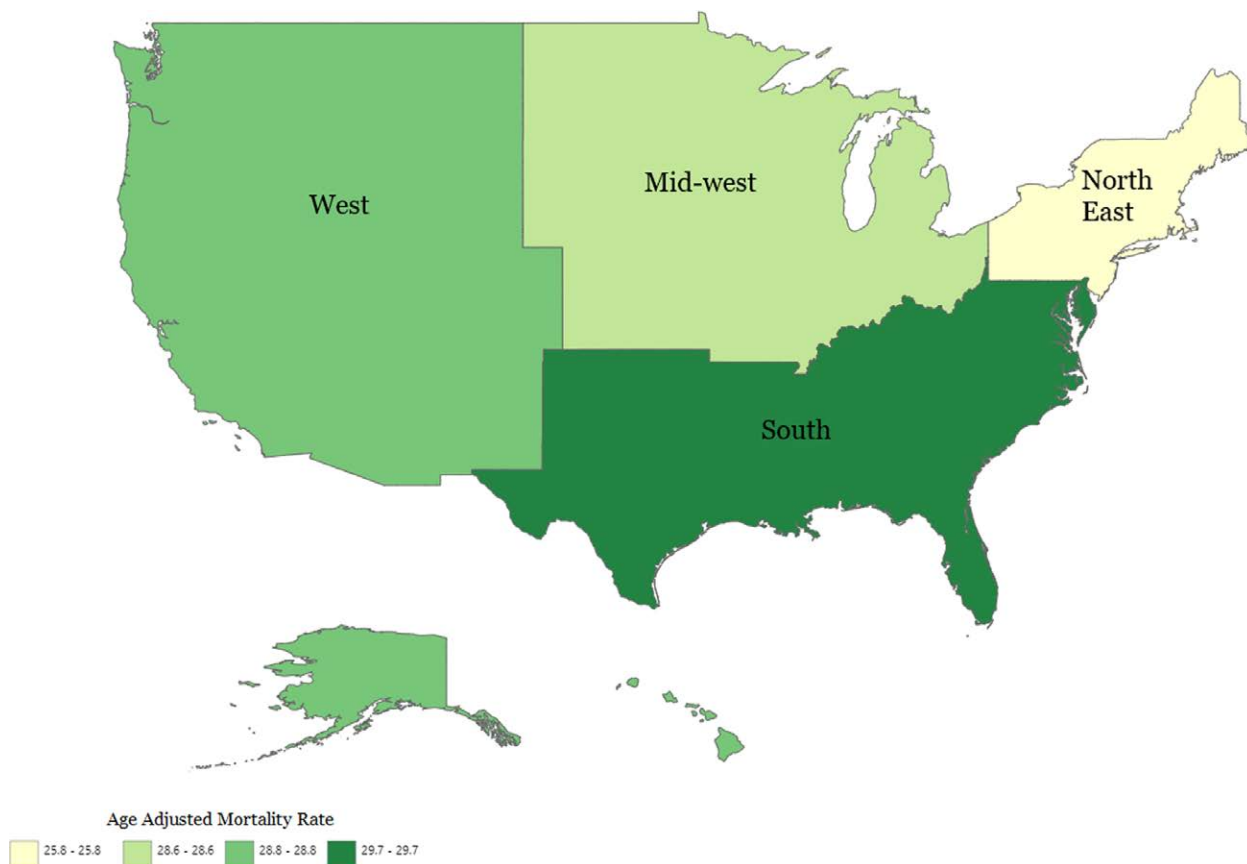 Mid-west
North
East
West
South
Age Adjusted Mortality Rate
25.8 - 25.8
28.6 - 28.6
28.8 - 28.8
29.7 - 29.7